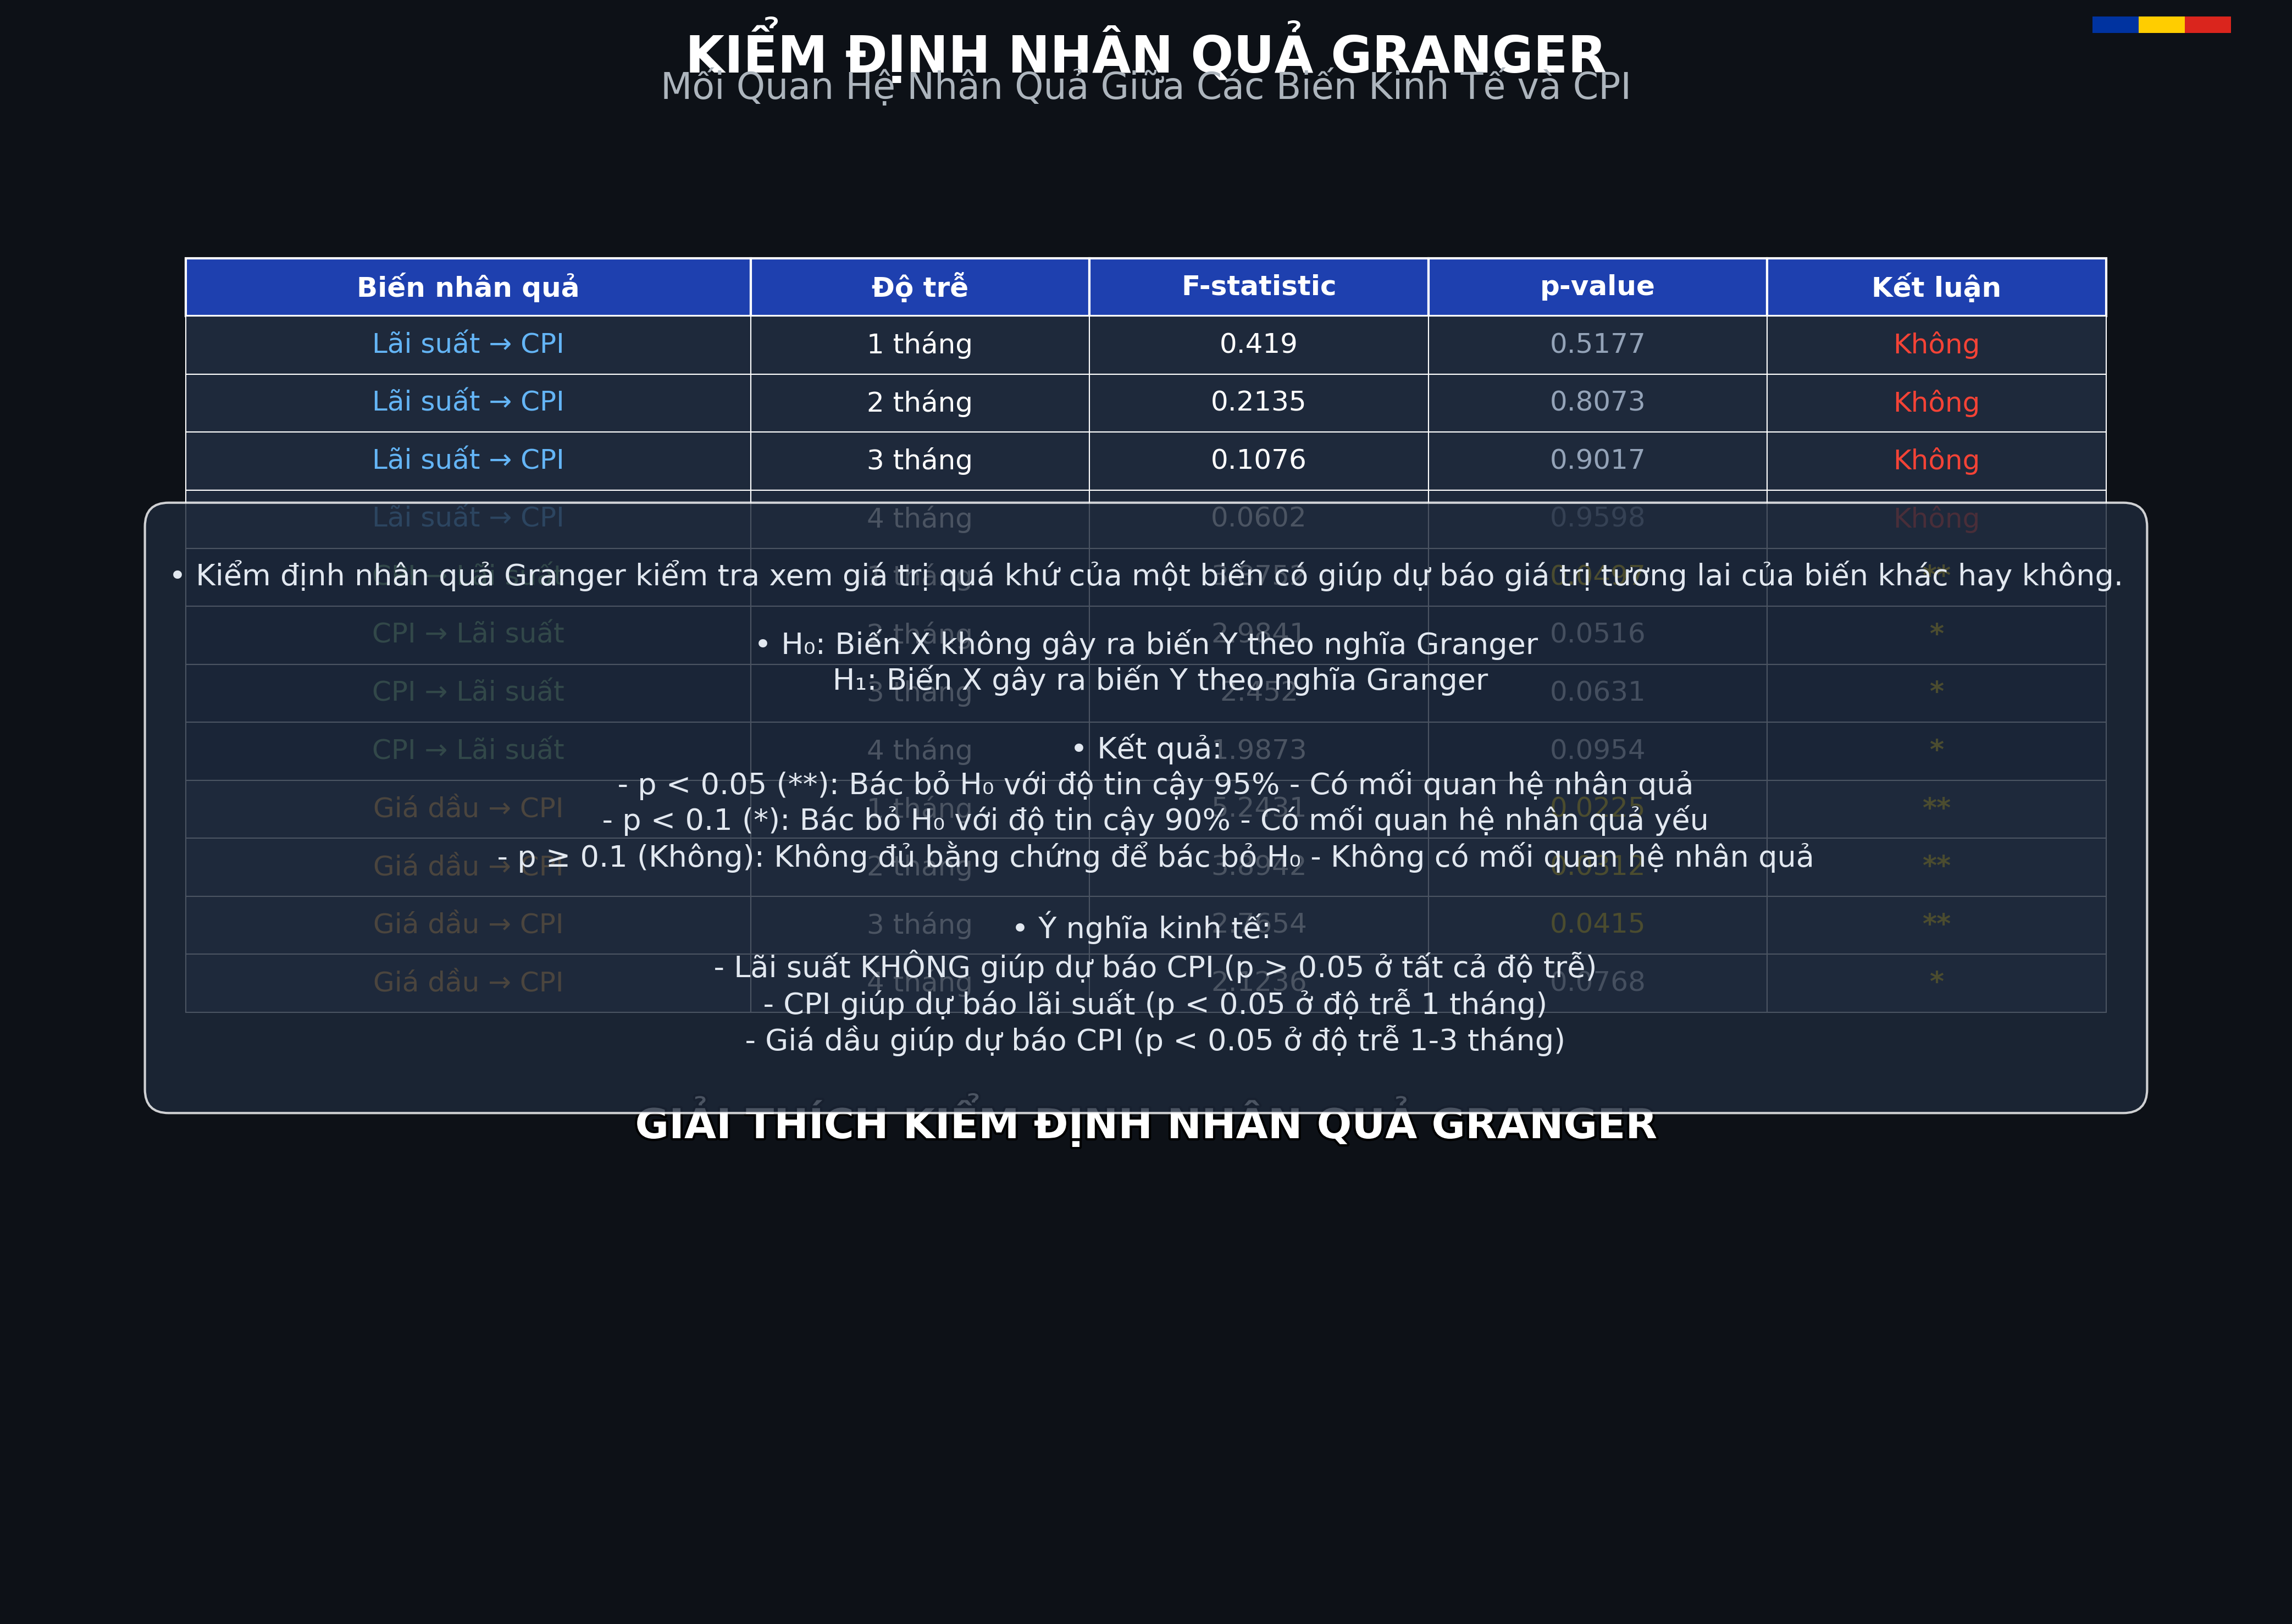 KIỂM ĐỊNH NHÂN QUẢ GRANGER
Mối Quan Hệ Nhân Quả Giữa Các Biến Kinh Tế và CPI
Biến nhân quả Độ trễ F-statistic p-value Kết luận
Lãi suất → CPI 1 tháng 0.419 0.5177 Không
Lãi suất → CPI 2 tháng 0.2135 0.8073 Không
Lãi suất → CPI 3 tháng 0.1076 0.9017 Không
Lãi suất → CPI 4 tháng 0.0602 0.9598 Không
CPI → Lãi suất tháng **
• Kiểm định nhân quả Granger kiểm tra xem giá trị quá khứ của một biến có giúp dự báo giá trị tương lai của biến khác hay không.
CPI → Lãi suất 2 tháng 2.9841 0.0516 *
• H₀: Biến X không gây ra biến Y theo nghĩa Granger
H₁: Biến X gây ra biến Y theo nghĩa Granger
CPI → Lãi suất 3 tháng 2.452 0.0631 *
CPI → Lãi suất 4 tháng 1.9873 0.0954 *
• Kết quả:
- p < 0.05 (**): Bác bỏ H₀ với độ tin cậy 95% - Có mối quan hệ nhân quả
Giá dầu → CPI 1 tháng 5.2431 0.0225 **
- p < 0.1 (*): Bác bỏ H₀ với độ tin cậy 90% - Có mối quan hệ nhân quả yếu
- p ≥ 0.1 (Không): Không đủ bằng chứng để bác bỏ H₀ - Không có mối quan hệ nhân quả
Giá dầu → CPI 2 tháng 3.8942 0.0312 **
Giá dầu → CPI 3 tháng 2.7654 0.0415 **
• Ý nghĩa kinh tế:
- Lãi suất KHÔNG giúp dự báo CPI (p > 0.05 ở tất cả độ trễ)
Giá dầu → CPI 4 tháng 2.1236 0.0768 *
- CPI giúp dự báo lãi suất (p < 0.05 ở độ trễ 1 tháng)
- Giá dầu giúp dự báo CPI (p < 0.05 ở độ trễ 1-3 tháng)
GIẢI THÍCH KIỂM ĐỊNH NHÂN QUẢ GRANGER